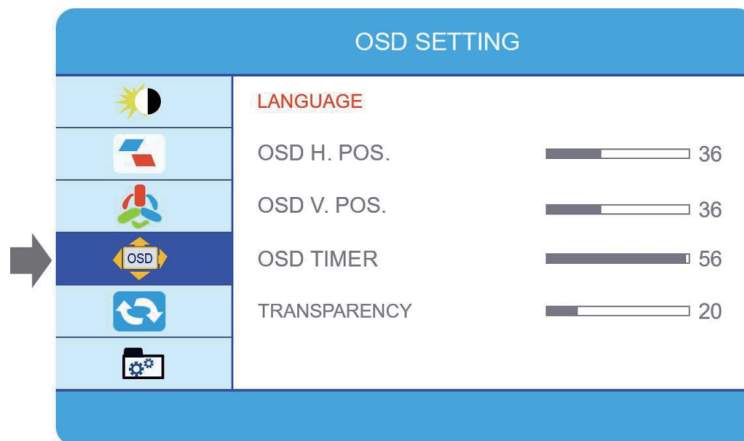 OSD SETTING
LANGUAGE
OSD H. POS. 36
OSD V. POS. 36
OSD OSD TIMER 56
TRANSPARENCY 20